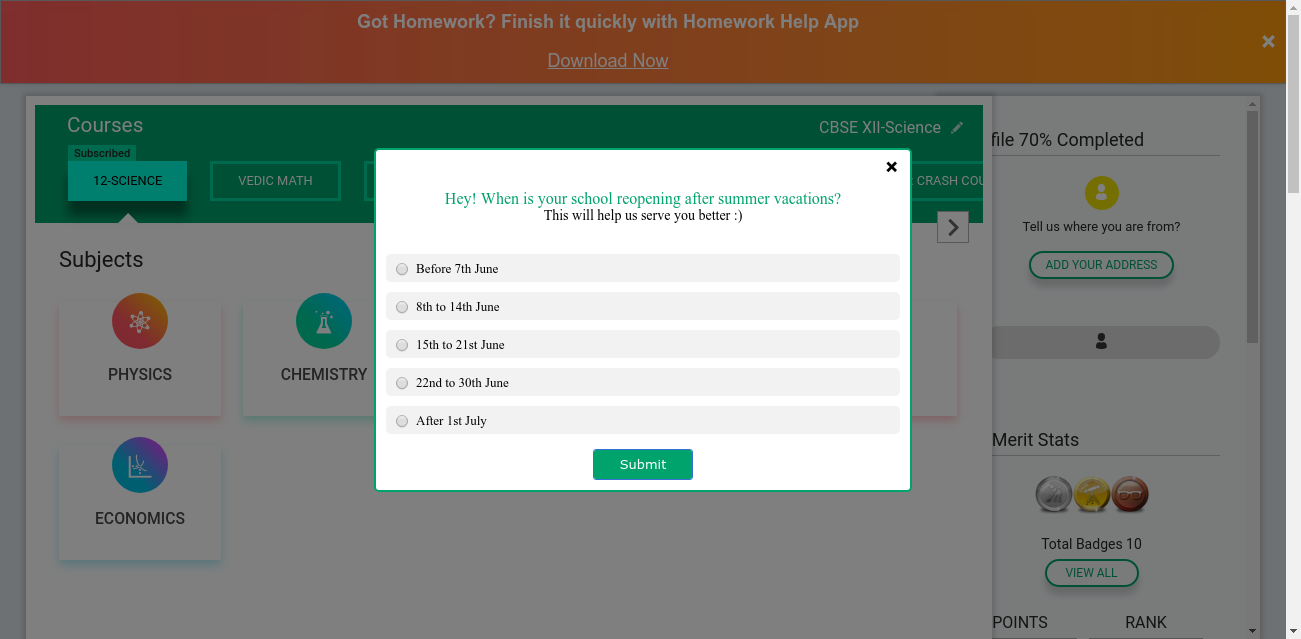 Got Homework? Finish it quickly with Homework Help App
Download Now
Courses
CBSE XII-Science
Subscribed
12-SCIENCE
VEDIC MATH
CRASH COU
Hey! When is your school reopening after summer vacations?
This will help us serve you better :)
Before 7th June
8th to 14th June
15th to 21st June
22nd to 30th June
After 1st July
Submit
Subjects
PHYSICS
CHEMISTRY
ECONOMICS
file 70% Completed
Tell us where you are from?
ADD YOUR ADDRESS
Merit Stats
Total Badges 10
VIEW ALL
POINTS
RANK